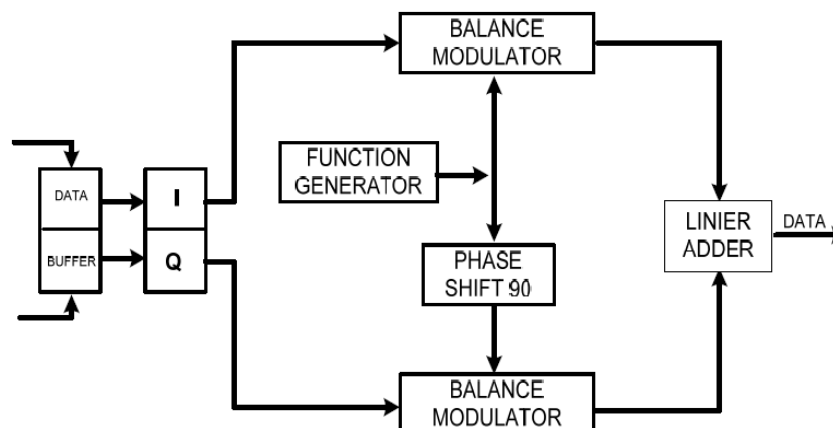 BALANCE
MODULATOR
FUNCTION
GENERATOR
DATA
I
BUFFER
Q
PHASE
SHIFT 90
LINIER
ADDER
DATA
BALANCE
MODULATOR